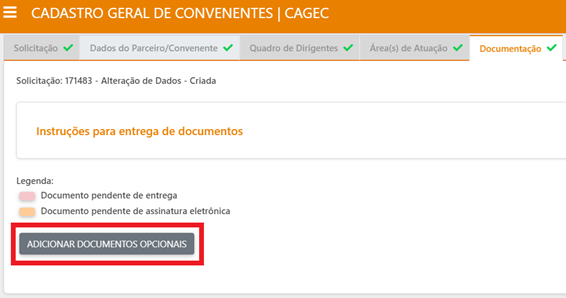 CADASTRO GERAL DE CONVENENTES | CAGEC
Solicitação Dados do Parceiro/Convenente Quadro de Dirigentes Área(s) de Atuação Documentação
Solicitação: 171483 - Alteração de Dados - Criada
Instruções para entrega de documentos
Legenda:
Documento pendente de entrega
Documento pendente de assinatura eletrônica
ADICIONAR DOCUMENTOS OPCIONAIS